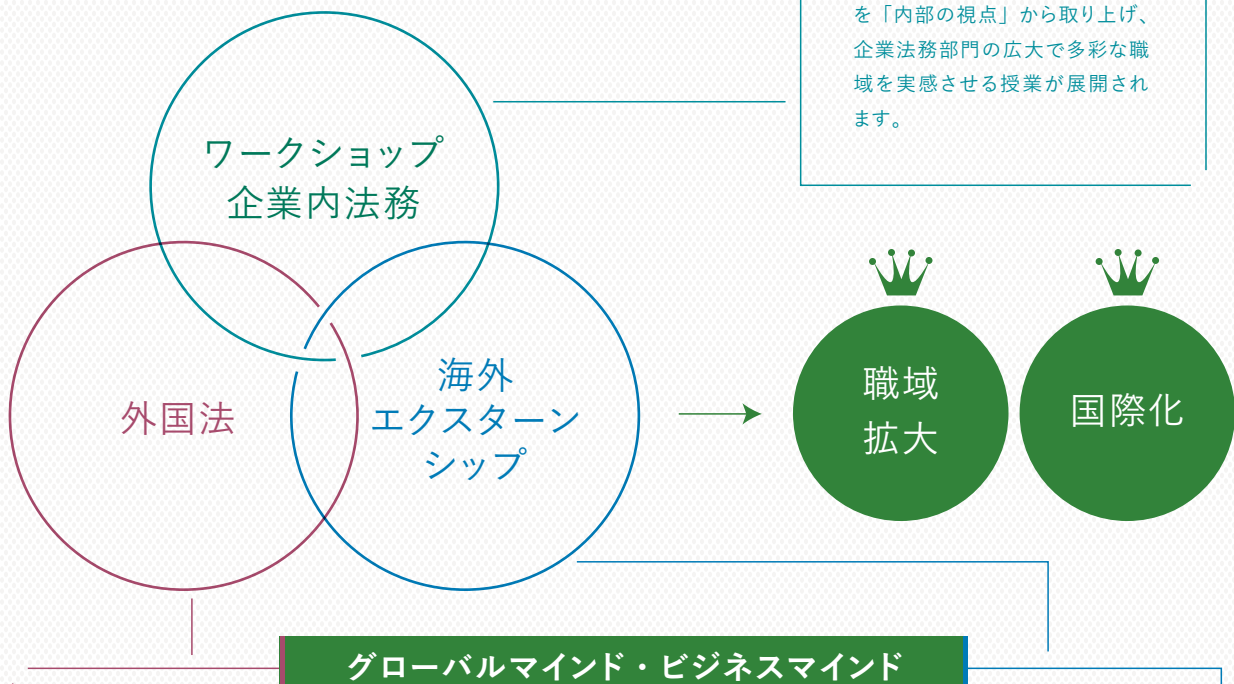 を「内部の視点」から取り上げ、
企業法務部門の広大で多彩な職
域を実感させる授業が展開され
ます。
ワークショップ
企業内法務
外国法
海外
エクスターン
シップ
職域
拡大
国際化
グローバルマインド・ビジネスマインド